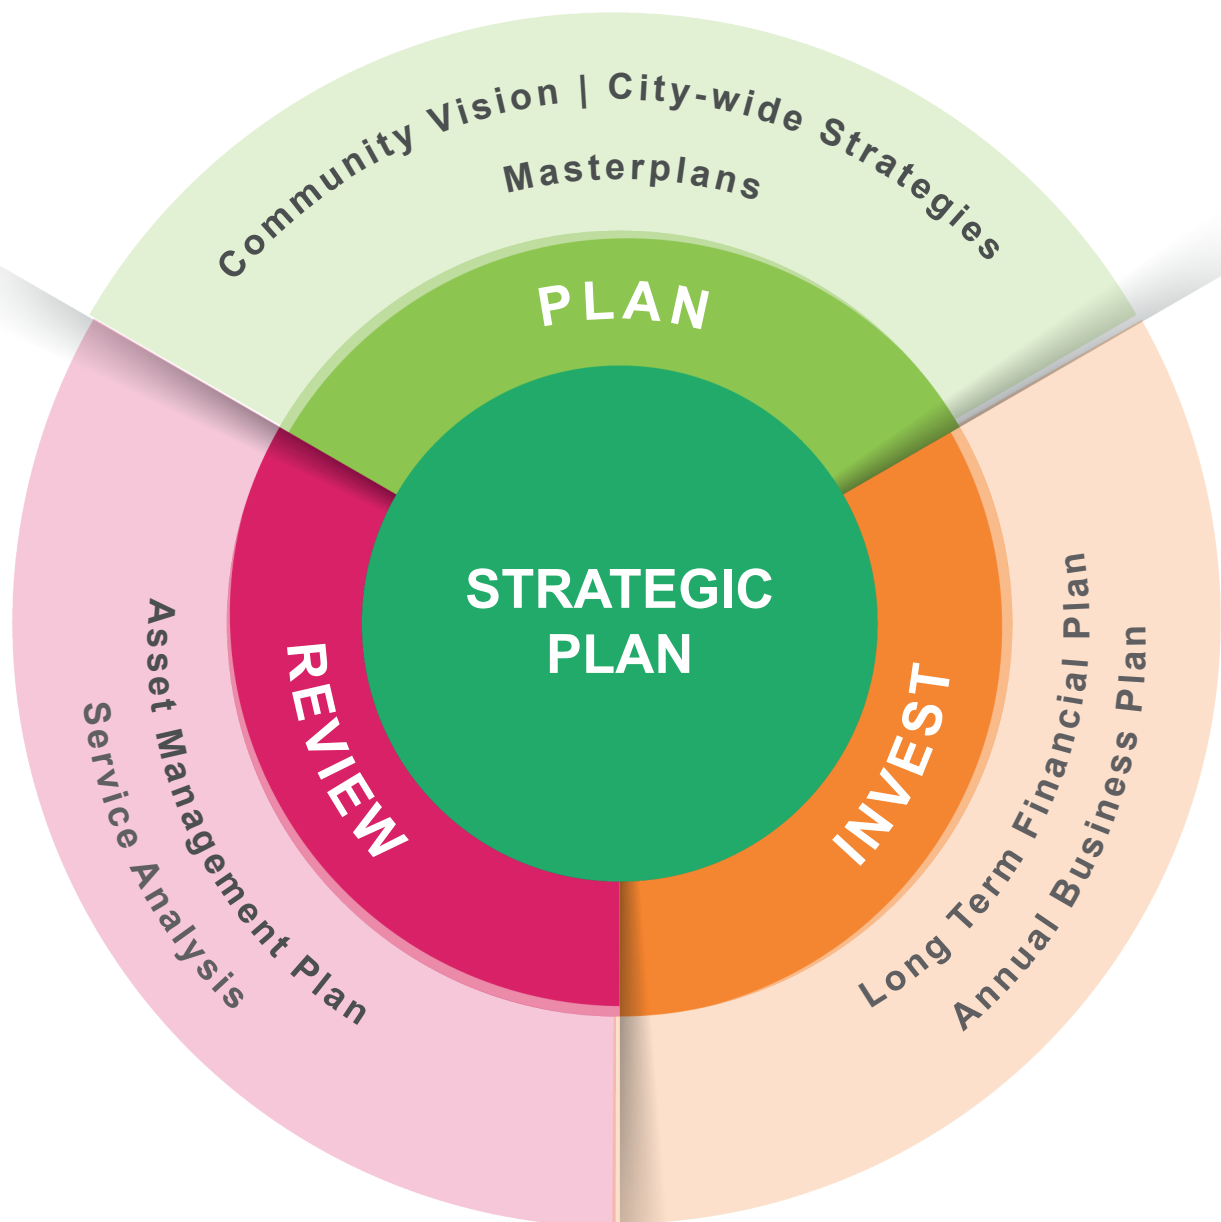 Community Vision | City-wide Strategies
Masterplans
PLAN
STRATEGIC
PLAN
REVIEW
Asset Management Plan
Service Analysis
INVEST
Long Term Financial Plan
Annual Business Plan